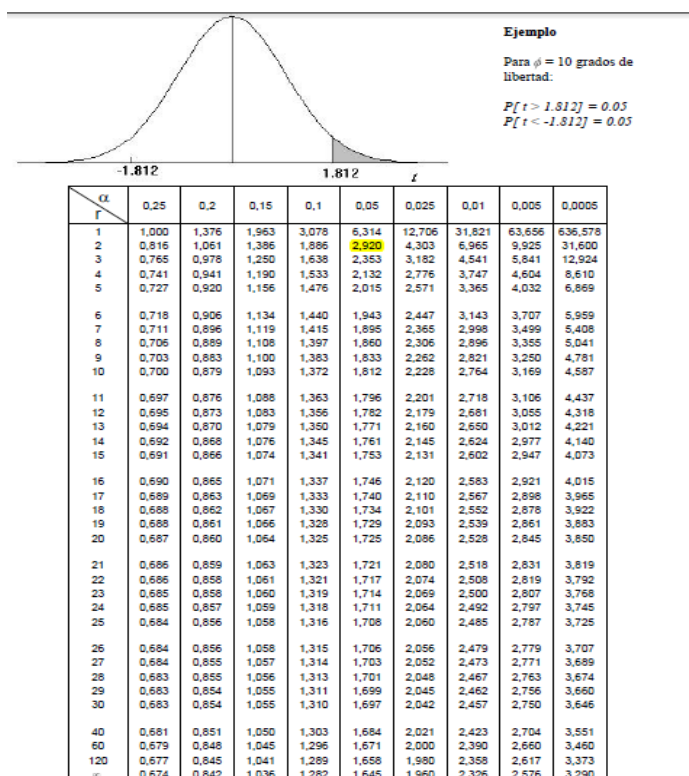 Ejemplo
Para ϕ = 10 grados de
libertad:
P[ t > 1.812] = 0.05
P[ t < -1.812] = 0.05
-1.812 1.812 t
α 0,25 0,2 0,15 0,1 0,05 0,025 0,01 0,005 0,0005
r
1 1,000 1,376 1,963 3,078 6,314 12,706 31,821 63,656 636,578
2 0,816 1,061 1,386 1,886 2,920 4,303 6,965 9,925 31,600
3 0,765 0,978 1,250 1,638 2,353 3,182 4,541 5,841 12,924
4 0,741 0,941 1,190 1,533 2,132 2,776 3,747 4,604 8,610
5 0,727 0,920 1,156 1,476 2,015 2,571 3,365 4,032 6,869
6 0,718 0,906 1,134 1,440 1,943 2,447 3,143 3,707 5,959
7 0,711 0,896 1,119 1,415 1,895 2,365 2,998 3,499 5,408
8 0,706 0,889 1,108 1,397 1,860 2,306 2,896 3,355 5,041
9 0,703 0,883 1,100 1,383 1,833 2,262 2,821 3,250 4,781
10 0,700 0,879 1,093 1,372 1,812 2,228 2,764 3,169 4,587
11 0,697 0,876 1,088 1,363 1,796 2,201 2,718 3,106 4,437
12 0,695 0,873 1,083 1,356 1,782 2,179 2,681 3,055 4,318
13 0,694 0,870 1,079 1,350 1,771 2,160 2,650 3,012 4,221
14 0,692 0,868 1,076 1,345 1,761 2,145 2,624 2,977 4,140
15 0,691 0,866 1,074 1,341 1,753 2,131 2,602 2,947 4,073
16 0,690 0,865 1,071 1,337 1,746 2,120 2,583 2,921 4,015
17 0,689 0,863 1,069 1,333 1,740 2,110 2,567 2,898 3,965
18 0,688 0,862 1,067 1,330 1,734 2,101 2,552 2,878 3,922
19 0,688 0,861 1,066 1,328 1,729 2,093 2,539 2,861 3,883
20 0,687 0,860 1,064 1,325 1,725 2,086 2,528 2,845 3,850
21 0,686 0,859 1,063 1,323 1,721 2,080 2,518 2,831 3,819
22 0,686 0,858 1,061 1,321 1,717 2,074 2,508 2,819 3,792
23 0,685 0,858 1,060 1,319 1,714 2,069 2,500 2,807 3,768
24 0,685 0,857 1,059 1,318 1,711 2,064 2,492 2,797 3,745
25 0,684 0,856 1,058 1,316 1,708 2,060 2,485 2,787 3,725
26 0,684 0,856 1,058 1,315 1,706 2,056 2,479 2,779 3,707
27 0,684 0,855 1,057 1,314 1,703 2,052 2,473 2,771 3,689
28 0,683 0,855 1,056 1,313 1,701 2,048 2,467 2,763 3,674
29 0,683 0,854 1,055 1,311 1,699 2,045 2,462 2,756 3,660
30 0,683 0,854 1,055 1,310 1,697 2,042 2,457 2,750 3,646
40 0,681 0,851 1,050 1,303 1,684 2,021 2,423 2,704 3,551
60 0,679 0,848 1,045 1,296 1,671 2,000 2,390 2,660 3,460
120 0,677 0,845 1,041 1,289 1,658 1,980 2,358 2,617 3,373
∞ 0,674 0,842 1,036 1,282 1,645 1,960 2,326 2,576 3,290